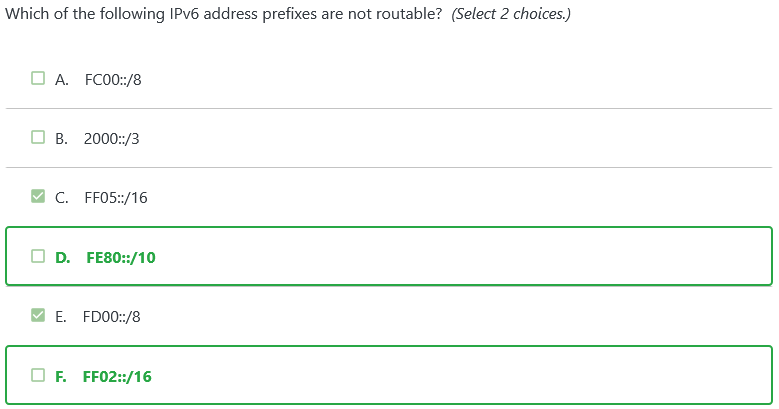 Which of the following IPv6 address prefixes are not routable? (Select 2 choices.)
A. FC00::/8
B. 2000::/3
C. FF05::/16
D. FE80::/10
E. FD00::/8
F. FF02::/16